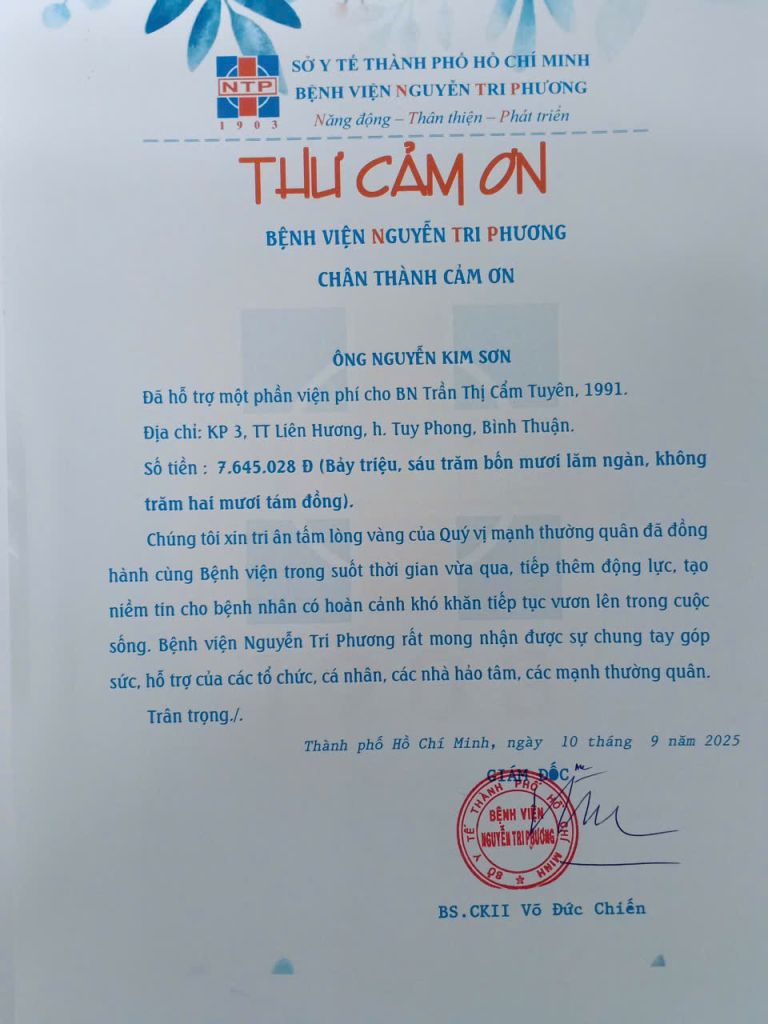 SỞ Y TẾ THÀNH PHỐ HỒ CHÍ MINH
BỆNH VIỆN NGUYỄN TRI PHƯƠNG
Năng động – Thân thiện – Phát triển
NTP
1903
THƯ CẢM ƠN
BỆNH VIỆN NGUYỄN TRI PHƯƠNG
CHÂN THÀNH CẢM ƠN
ÔNG NGUYỄN KIM SƠN
Đã hỗ trợ một phần viện phí cho BN Trần Thị Cẩm Tuyên, 1991.
Địa chỉ: KP 3, TT Liên Hương, h. Tuy Phong, Bình Thuận.
Số tiền : 7.645.028 Đ (Bảy triệu, sáu trăm bốn mươi lăm ngàn, không
trăm hai mươi tám đồng).
Chúng tôi xin tri ân tấm lòng vàng của Quý vị mạnh thường quân đã đồng
hành cùng Bệnh viện trong suốt thời gian vừa qua, tiếp thêm động lực, tạo
niềm tin cho bệnh nhân có hoàn cảnh khó khăn tiếp tục vươn lên trong cuộc
sống. Bệnh viện Nguyễn Tri Phương rất mong nhận được sự chung tay góp
sức, hỗ trợ của các tổ chức, cá nhân, các nhà hảo tâm, các mạnh thường quân.
Trân trọng./.
Thành phố Hồ Chí Minh, ngày 10 tháng 9 năm 2025
GIÁM ĐỐC
SỞ Y TẾ THÀNH PHỐ HỒ CHÍ MINH
BỆNH VIỆN
NGUYỄN TRI PHƯƠNG
BS.CKII Võ Đức Chiến